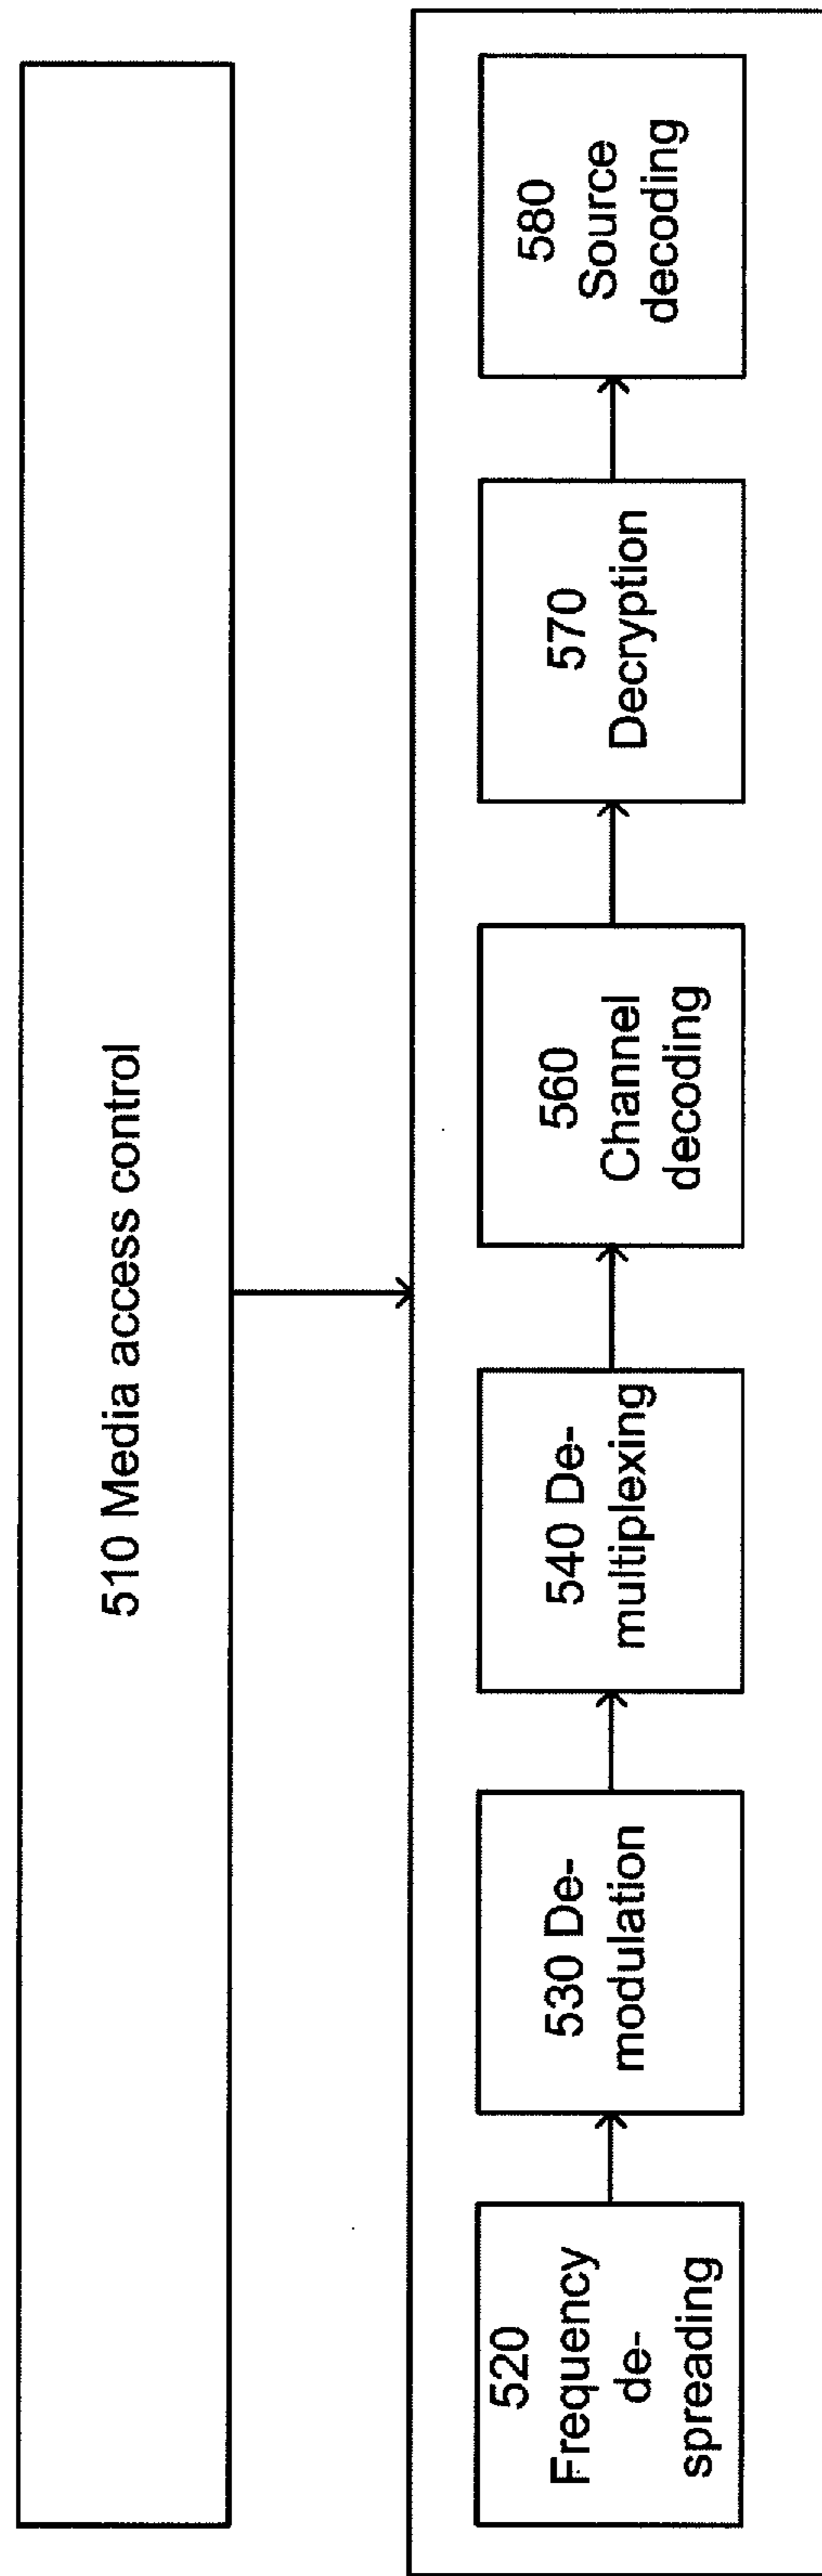 510 Media access control
520
Frequency
de-
spreading
530 De-
modulation
540 De-
multiplexing
560
Channel
decoding
570
Decryption
580
Source
decoding